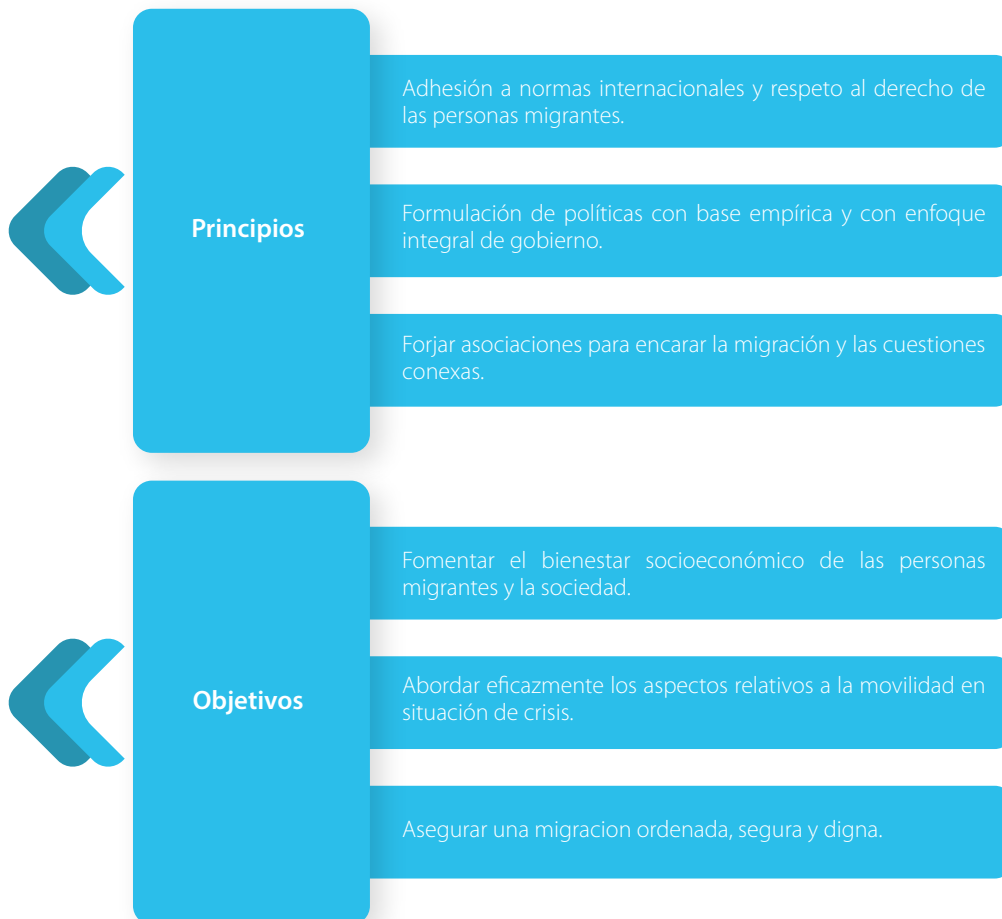 Principios
Adhesión a normas internacionales y respeto al derecho de
las personas migrantes.
Formulación de políticas con base empírica y con enfoque
integral de gobierno.
Forjar asociaciones para encarar la migración y las cuestiones
conexas.
Objetivos
Fomentar el bienestar socioeconómico de las personas
migrantes y la sociedad.
Abordar eficazmente los aspectos relativos a la movilidad en
situación de crisis.
Asegurar una migracion ordenada, segura y digna.